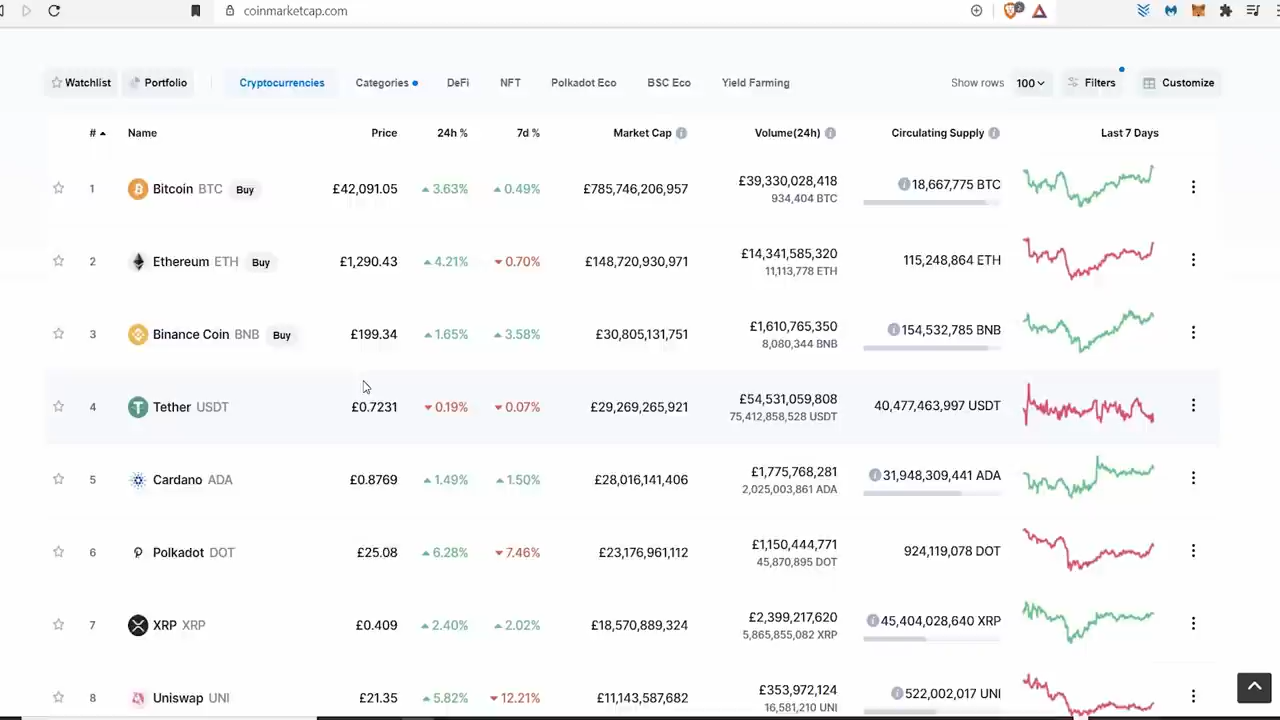 coinmarketcap.com
Watchlist Portfolio Cryptocurrencies Categories DeFi NFT Polkadot Eco BSC Eco Yield Farming Show rows 100 Filters Customize
# Name Price 24h % 7d % Market Cap Volume(24h) Circulating Supply Last 7 Days
1 Bitcoin BTC Buy £42,091.05 3.63% 0.49% £785,746,206,957 £39,330,028,418 18,667,775 BTC
934,404 BTC
2 Ethereum ETH Buy £1,290.43 4.21% 0.70% £148,720,930,971 £14,341,585,320 115,248,864 ETH
11,113,778 ETH
3 Binance Coin BNB Buy £199.34 1.65% 3.58% £30,805,131,751 £1,610,765,350 154,532,785 BNB
8,080,344 BNB
4 Tether USDT £0.7231 0.19% 0.07% £29,269,265,921 £54,531,059,808 40,477,463,997 USDT
75,412,858,528 USDT
5 Cardano ADA £0.8769 1.49% 1.50% £28,016,141,406 £1,775,768,281 31,948,309,441 ADA
2,025,003,861 ADA
6 Polkadot DOT £25.08 6.28% 7.46% £23,176,961,112 £1,150,444,771 924,119,078 DOT
45,870,895 DOT
7 XRP XRP £0.409 2.40% 2.02% £18,570,889,324 £2,399,217,620 45,404,028,640 XRP
5,865,855,082 XRP
8 Uniswap UNI £21.35 5.82% 12.21% £11,143,587,682 £353,972,124 522,002,017 UNI
16,581,210 UNI